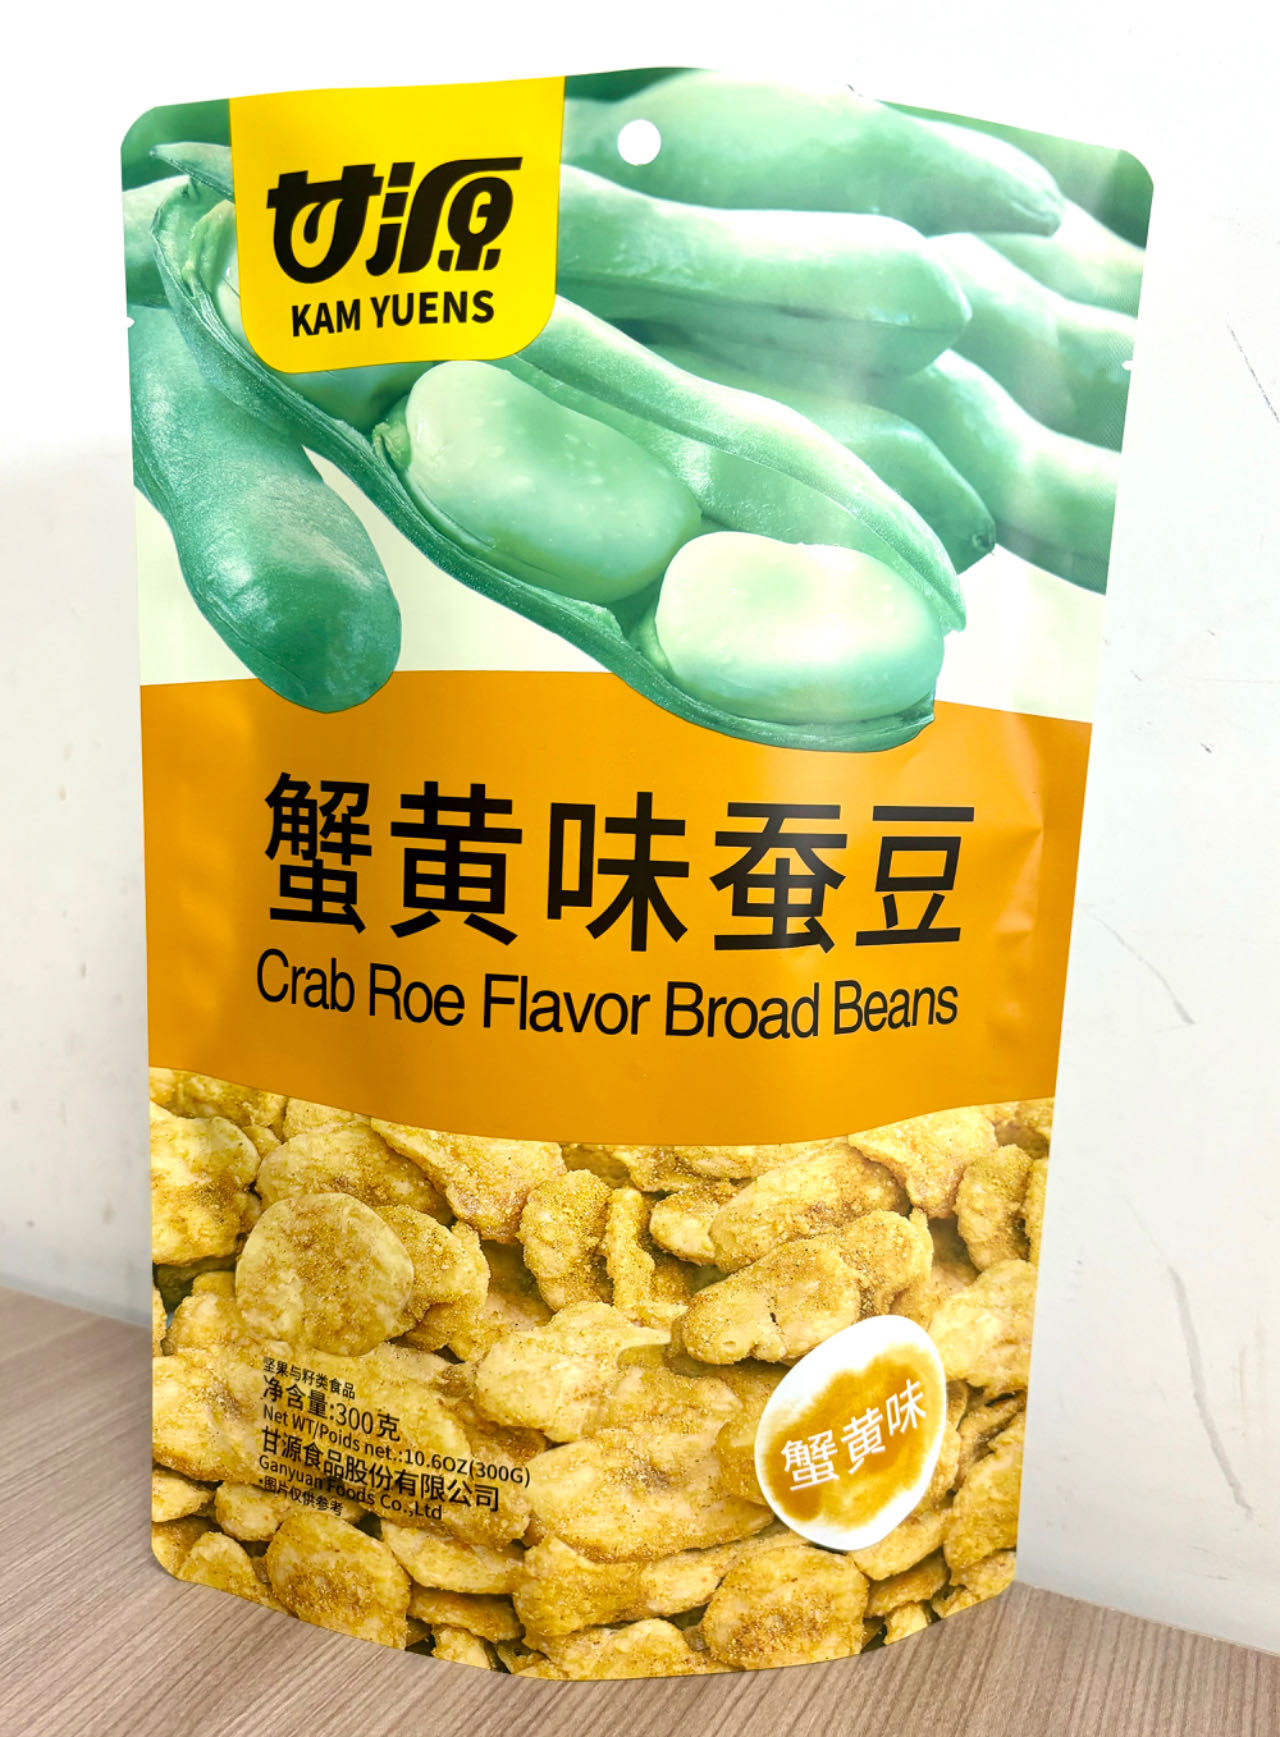 甘源
KAM YUENS
蟹黄味蚕豆
Crab Roe Flavor Broad Beans
坚果与籽类食品
净含量:300克
Net WT/Poids net.:10.6OZ(300G)
甘源食品股份有限公司
Ganyuan Foods Co.,Ltd
*图片仅供参考
蟹黄味